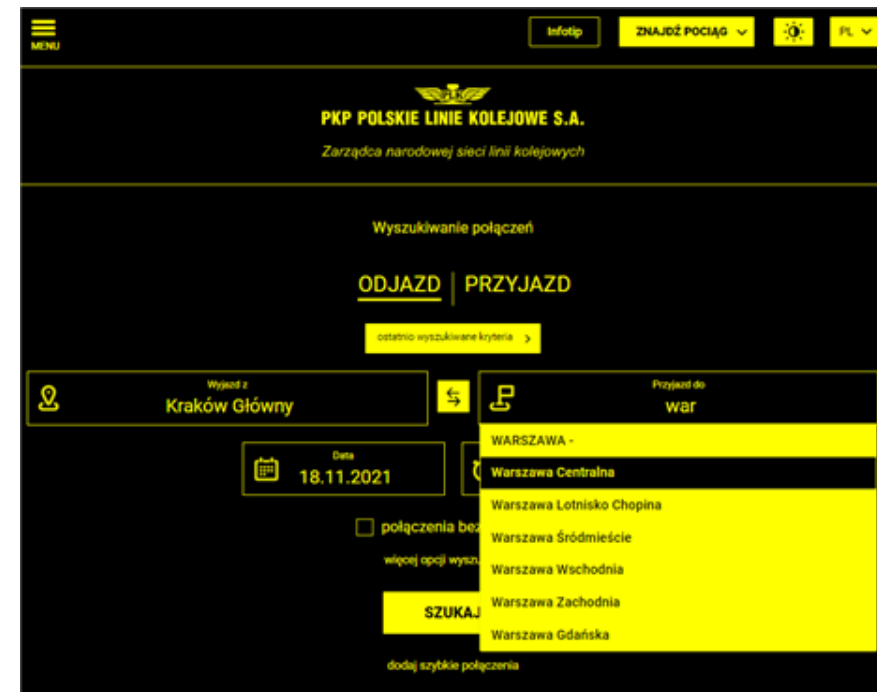 MENU
Infotip
ZNAJDŹ POCIĄG
PL
PLK
PKP POLSKIE LINIE KOLEJOWE S.A.
Zarządca narodowej sieci linii kolejowych
Wyszukiwanie połączeń
ODJAZD
PRZYJAZD
ostatnio wyszukiwane kryteria
Wyjazd z
Kraków Główny
Przyjazd do
war
WARSZAWA -
Warszawa Centralna
Warszawa Lotnisko Chopina
Warszawa Śródmieście
Warszawa Wschodnia
Warszawa Zachodnia
Warszawa Gdańska
Data
18.11.2021
połączenia bez
więcej opcji wysz
SZUKAJ
dodaj szybkie połączenia